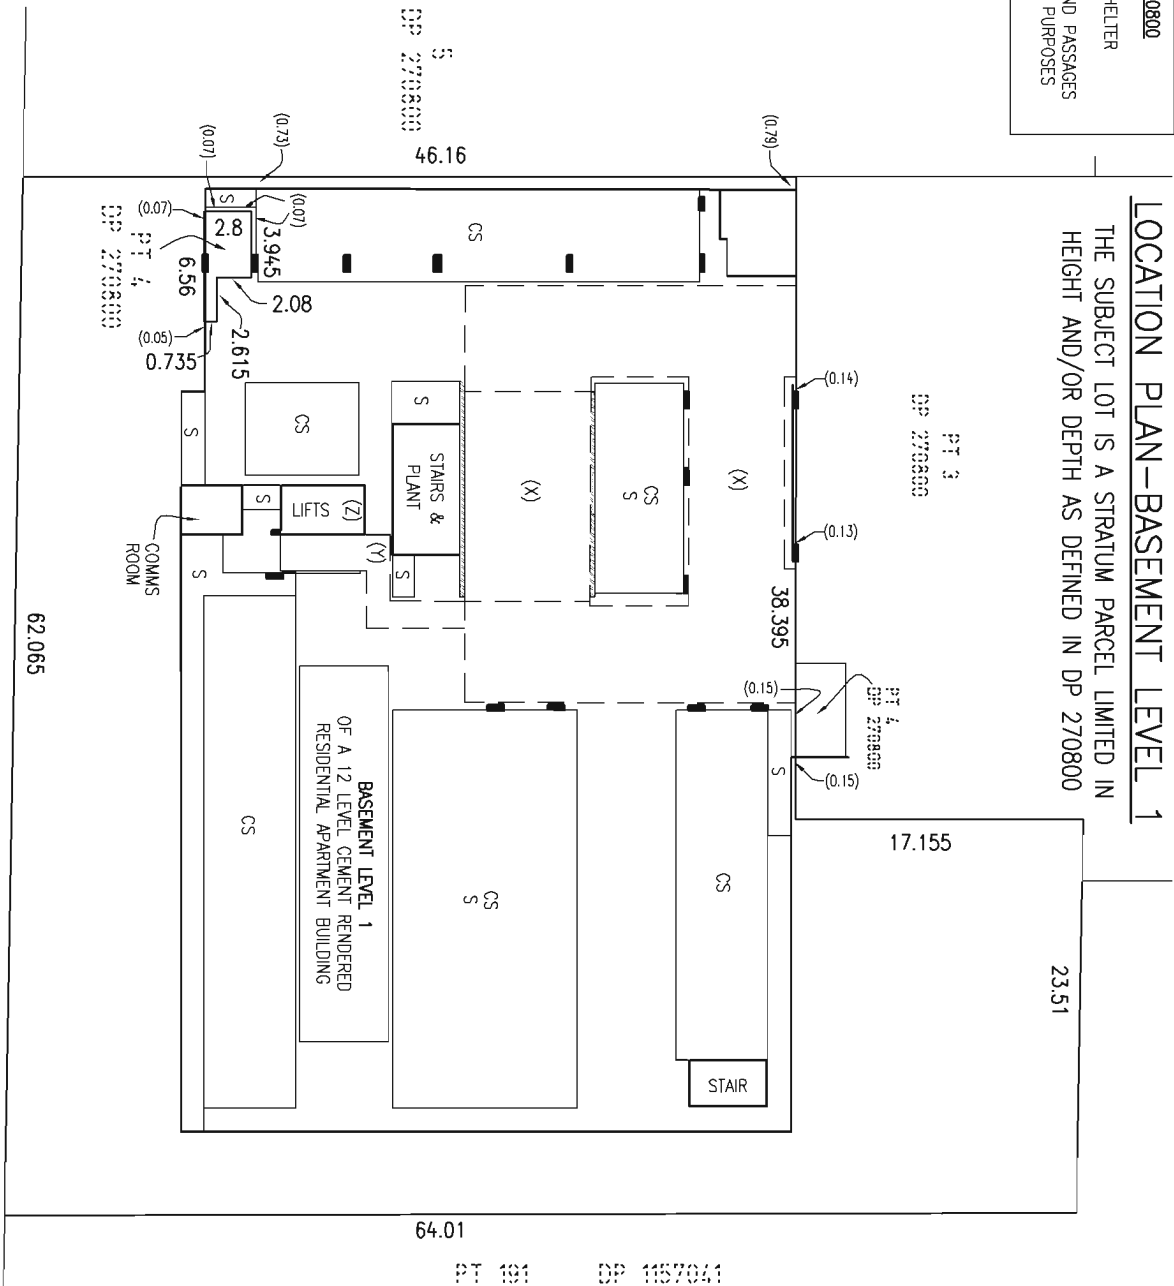 0800
HELTER
ND PASSAGES
PURPOSES
LOCATION PLAN-BASEMENT LEVEL 1
THE SUBJECT LOT IS A STRATUM PARCEL LIMITED IN
HEIGHT AND/OR DEPTH AS DEFINED IN DP 270800
5
DP 270800
46.16
(0.79)
(0.73)
(0.07)
(0.07)
(0.07)
S
2.8
3.945
6.56
2.08
2.615
(0.05)
0.735
PT 4
DP 270800
CS
PT 3
DP 270800
(0.14)
(0.13)
(X)
(X)
CS
S
38.395
S
STAIRS &
PLANT
S
CS
S
S
LIFTS (Z)
(Y)
S
COMMS
ROOM
PT 4
DP 270800
(0.15)
(0.15)
S
17.155
23.51
CS
CS
S
CS
STAIR
BASEMENT LEVEL 1
OF A 12 LEVEL CEMENT RENDERED
RESIDENTIAL APARTMENT BUILDING
62.065
64.01
PT 191 DP 1157041